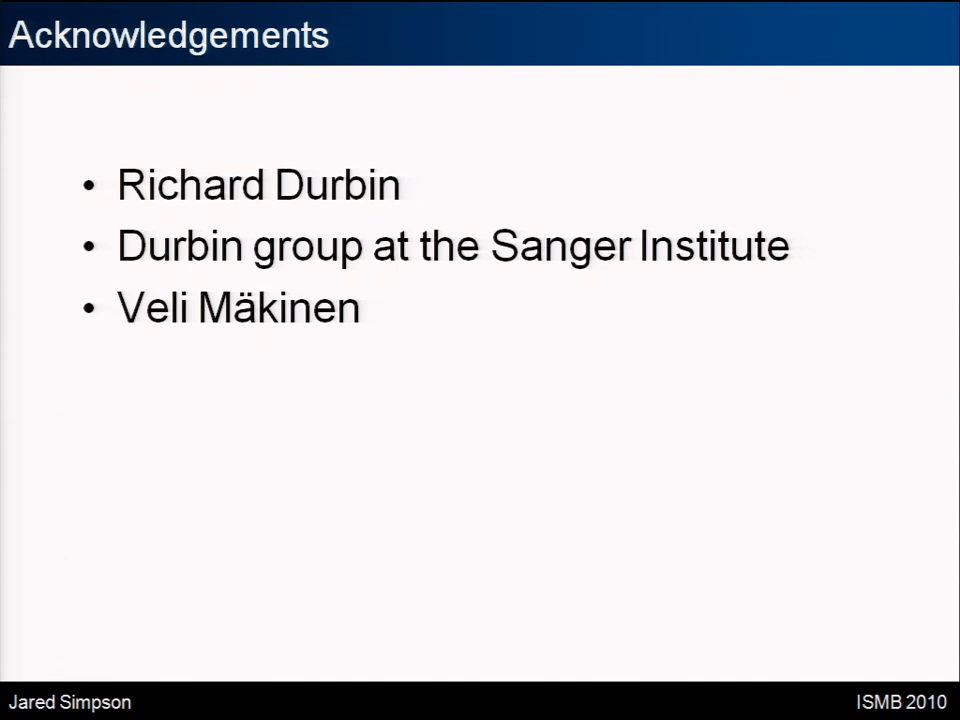 Acknowledgements
• Richard Durbin
• Durbin group at the Sanger Institute
• Veli Mäkinen
Jared Simpson
ISMB 2010